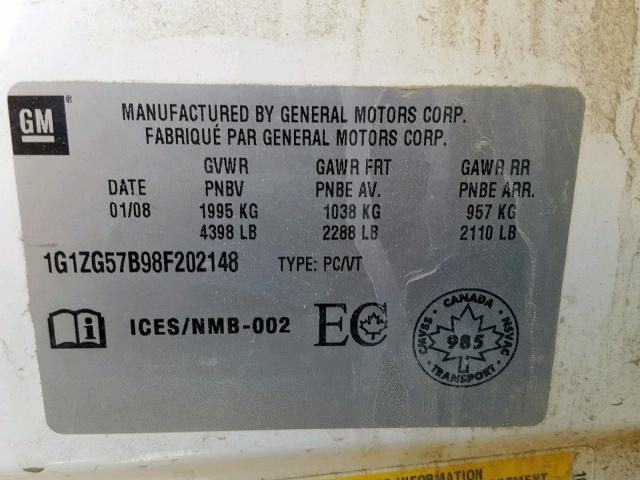 GM
MANUFACTURED BY GENERAL MOTORS CORP.
FABRIQUÉ PAR GENERAL MOTORS CORP.
GVWR GAWR FRT GAWR RR
DATE PNBV PNBE AV. PNBE ARR.
01/08 1995 KG 1038 KG 957 KG
4398 LB 2288 LB 2110 LB
1G1ZG57B98F202148 TYPE: PC/VT
i ICES/NMB-002 EC
CANADA
CMVSS 985 NSVAC
TRANSPORT
INFORMATION